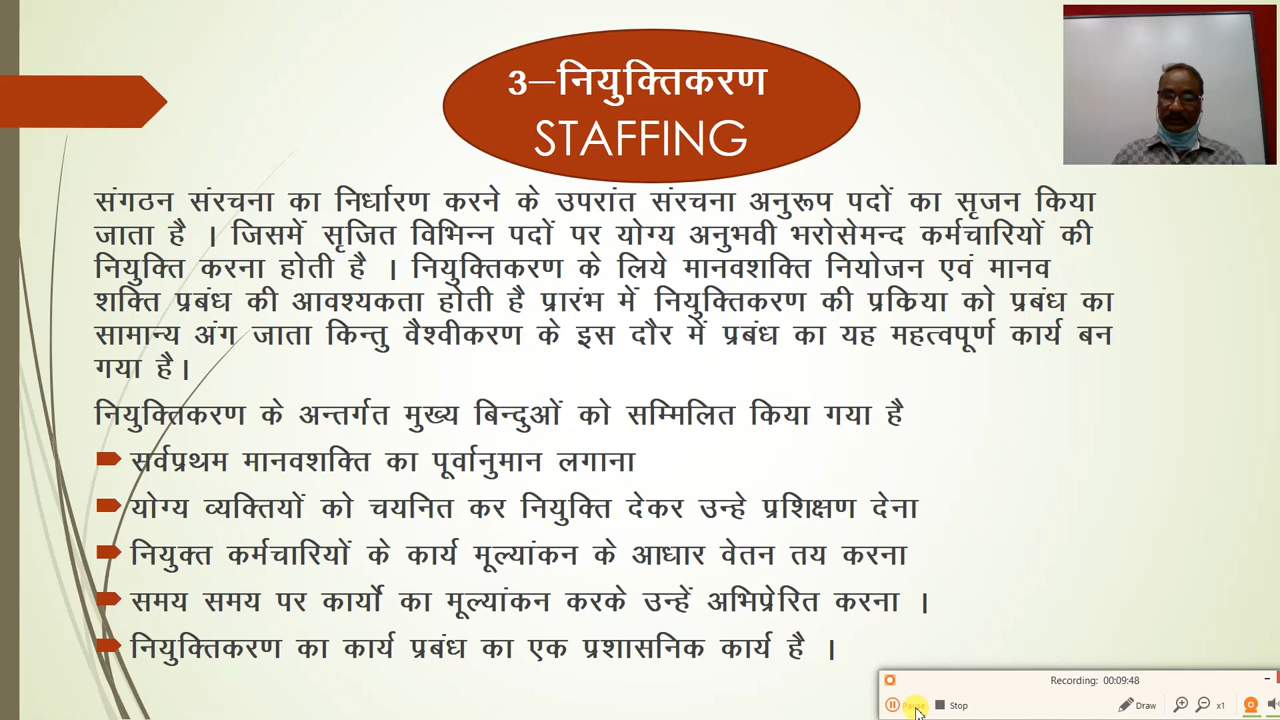 3—नियुक्तिकरण
STAFFING
संगठन संरचना का निर्धारण करने के उपरांत संरचना अनुरूप पदों का सृजन किया
जाता है । जिसमें सृजित विभिन्न पदों पर योग्य अनुभवी भरोसेमन्द कर्मचारियों की
नियुक्ति करना होती है । नियुक्तिकरण के लिये मानवशक्ति नियोजन एवं मानव
शक्ति प्रबंध की आवश्यकता होती है प्रारंभ में नियुक्तिकरण की प्रकिया को प्रबंध का
सामान्य अंग जाता किन्तु वैश्वीकरण के इस दौर में प्रबंध का यह महत्वपूर्ण कार्य बन
गया है।
नियुक्तिकरण के अन्तर्गत मुख्य बिन्दुओं को सम्मिलित किया गया है
सर्वप्रथम मानवशक्ति का पूर्वानुमान लगाना
योग्य व्यक्तियों को चयनित कर नियुक्ति देकर उन्हे प्रशिक्षण देना
नियुक्त कर्मचारियों के कार्य मूल्यांकन के आधार वेतन तय करना
समय समय पर कार्यो का मूल्यांकन करके उन्हें अभिप्रेरित करना ।
नियुक्तिकरण का कार्य प्रबंध का एक प्रशासनिक कार्य है ।
Recording: 00:09:48
Pause Stop Draw x1